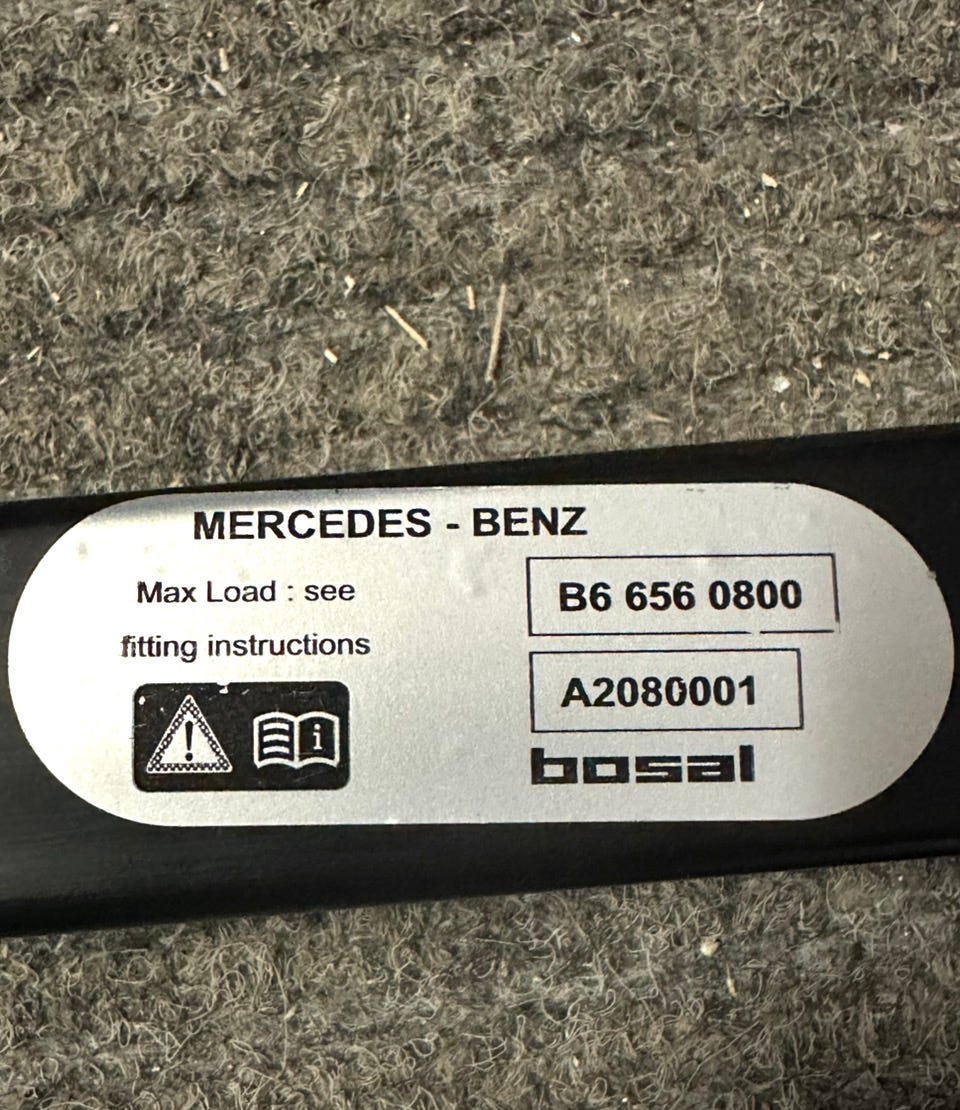 MERCEDES - BENZ
Max Load : see
fitting instructions
B6 656 0800
A2080001
bosal